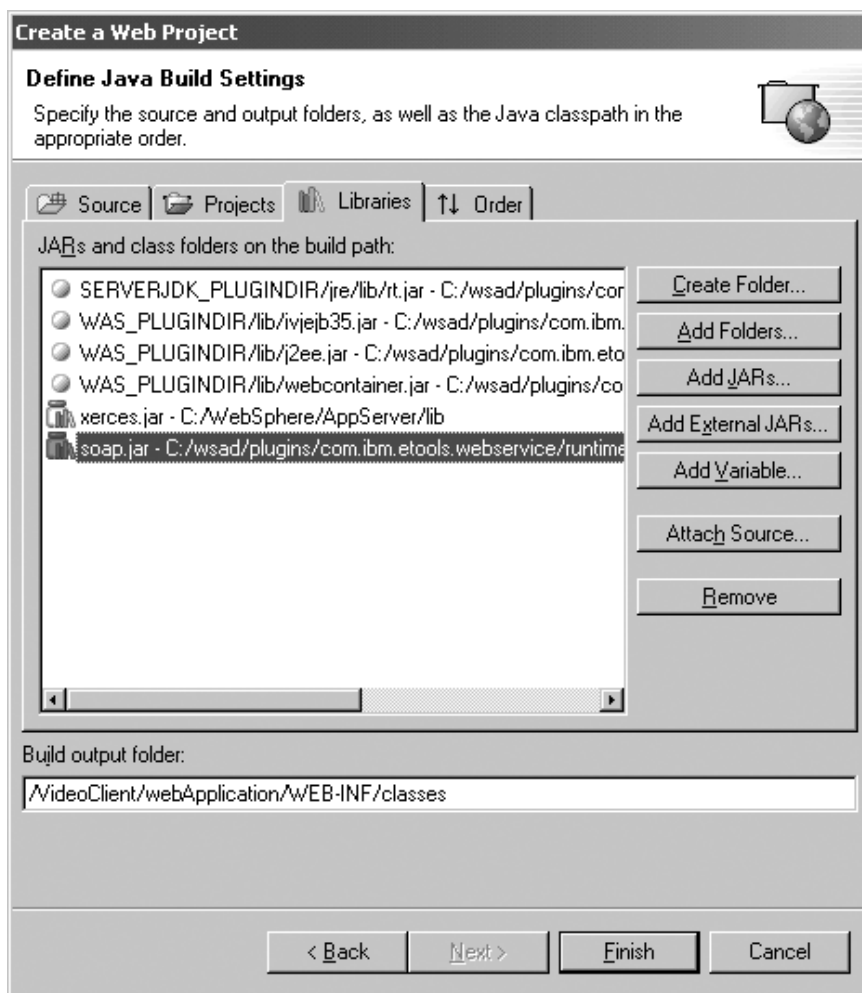 Create a Web Project
Define Java Build Settings
Specify the source and output folders, as well as the Java classpath in the
appropriate order.
Source Projects Libraries Order
JARs and class folders on the build path:
SERVERJDK_PLUGINDIR/jre/lib/rt.jar - C:/wsad/plugins/cor
WAS_PLUGINDIR/lib/ivjejb35.jar - C:/wsad/plugins/com.ibm.
WAS_PLUGINDIR/lib/j2ee.jar - C:/wsad/plugins/com.ibm.eto
WAS_PLUGINDIR/lib/webcontainer.jar - C:/wsad/plugins/co
xerces.jar - C:/WebSphere/AppServer/lib
soap.jar - C:/wsad/plugins/com.ibm.etools.webservice/runtime
Create Folder...
Add Folders...
Add JARs...
Add External JARs...
Add Variable...
Attach Source...
Remove
Build output folder:
/VideoClient/webApplication/WEB-INF/classes
< Back Next > Finish Cancel